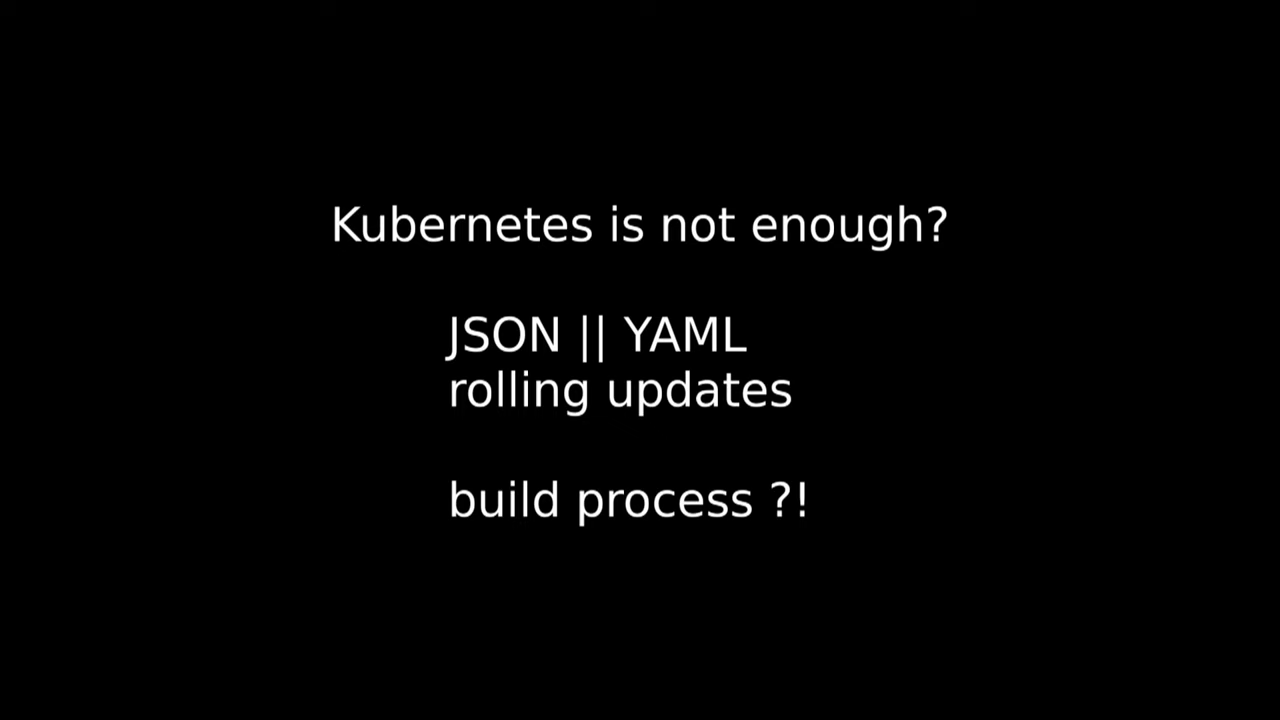 Kubernetes is not enough?
JSON || YAML
rolling updates
build process ?!